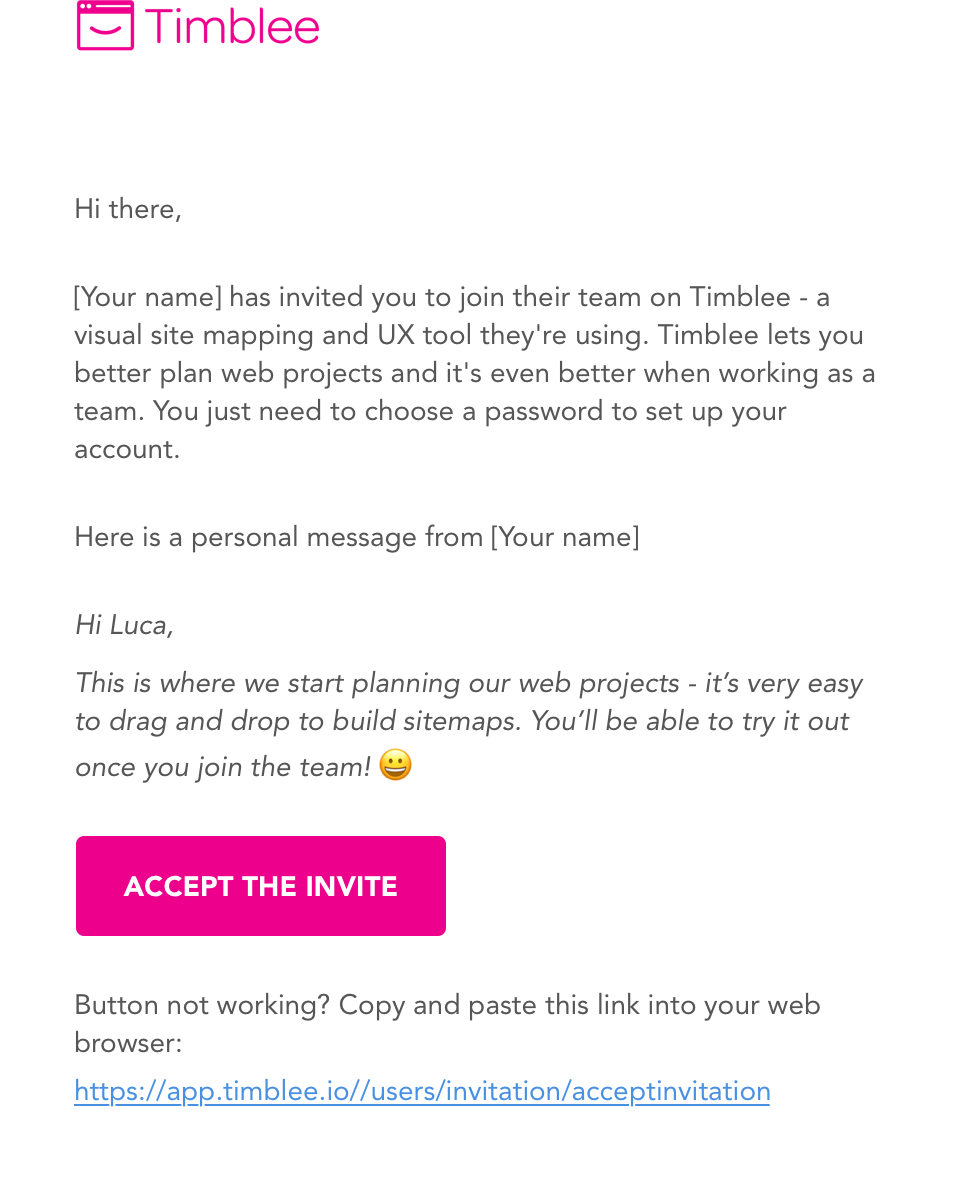 Timblee
Hi there,
[Your name] has invited you to join their team on Timblee - a
visual site mapping and UX tool they're using. Timblee lets you
better plan web projects and it's even better when working as a
team. You just need to choose a password to set up your
account.
Here is a personal message from [Your name]
Hi Luca,
This is where we start planning our web projects - it’s very easy
to drag and drop to build sitemaps. You’ll be able to try it out
once you join the team! 😀
ACCEPT THE INVITE
Button not working? Copy and paste this link into your web
browser:
https://app.timblee.io//users/invitation/acceptinvitation